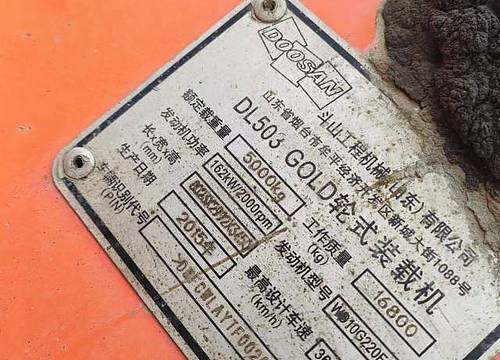 DOOSAN
斗山工程机械(山东)有限公司
山东省烟台市牟平经济开发区新城大街1088号
DL503 GOLD轮式装载机
额定载重量 5000kg 工作质量(kg) 16800
发动机功率 162kW/2000rpm 发动机型号
长×宽×高(mm) 最高设计车速(km/h)
生产日期 2015年
车辆识别代号(PIN)